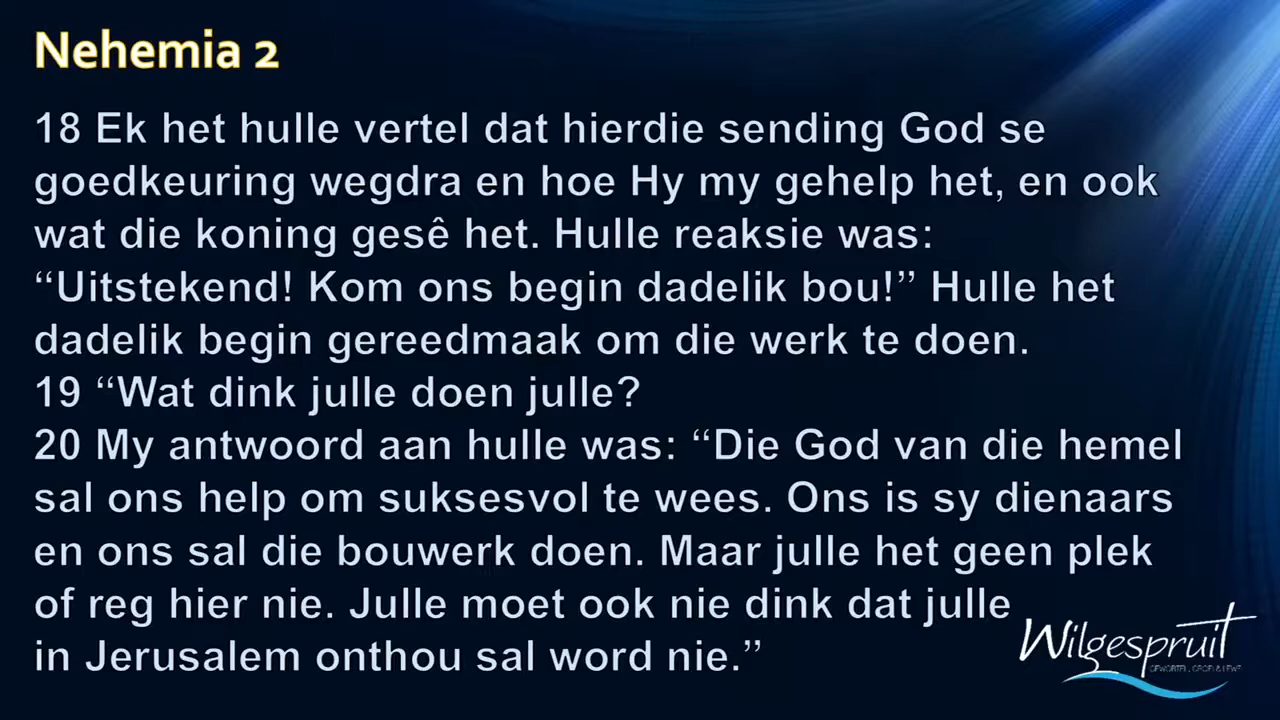 Nehemia 2
18 Ek het hulle vertel dat hierdie sending God se
goedkeuring wegdra en hoe Hy my gehelp het, en ook
wat die koning gesê het. Hulle reaksie was:
“Uitstekend! Kom ons begin dadelik bou!” Hulle het
dadelik begin gereedmaak om die werk te doen.
19 “Wat dink julle doen julle?
20 My antwoord aan hulle was: “Die God van die hemel
sal ons help om suksesvol te wees. Ons is sy dienaars
en ons sal die bouwerk doen. Maar julle het geen plek
of reg hier nie. Julle moet ook nie dink dat julle
in Jerusalem onthou sal word nie.”
Wilgespruit